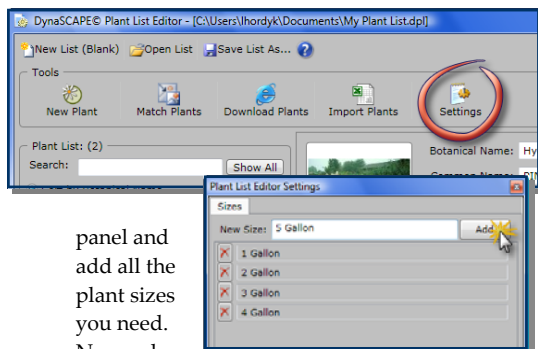 DynaSCAPE© Plant List Editor - [C:\Users\lhordyk\Documents\My Plant List.dpl]
New List (Blank) Open List Save List As...
Tools
New Plant Match Plants Download Plants Import Plants Settings
Plant List: (2)
Search: Show All
Botanical Name: Hy
Common Name:
Plant List Editor Settings
Sizes
New Size: 5 Gallon Add
1 Gallon
2 Gallon
3 Gallon
4 Gallon
panel and
add all the
plant sizes
you need.